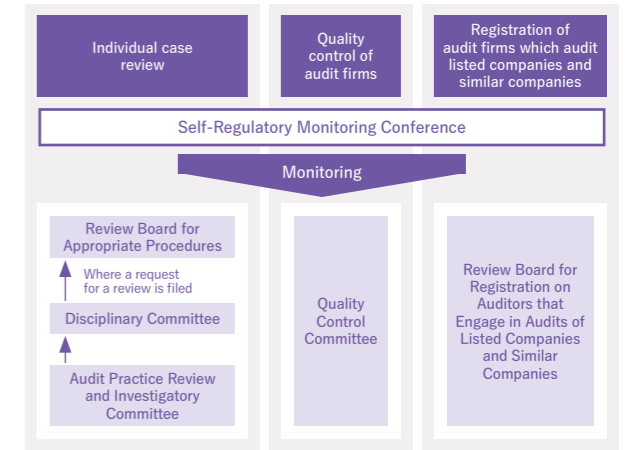 Individual case
review
Quality
control of
audit firms
Registration of
audit firms which audit
listed companies and
similar companies
Self-Regulatory Monitoring Conference
Monitoring
Review Board for
Appropriate Procedures
Where a request
for a review is filed
Disciplinary Committee
Audit Practice Review
and Investigatory
Committee
Quality
Control
Committee
Review Board for
Registration on
Auditors that
Engage in Audits of
Listed Companies
and Similar
Companies